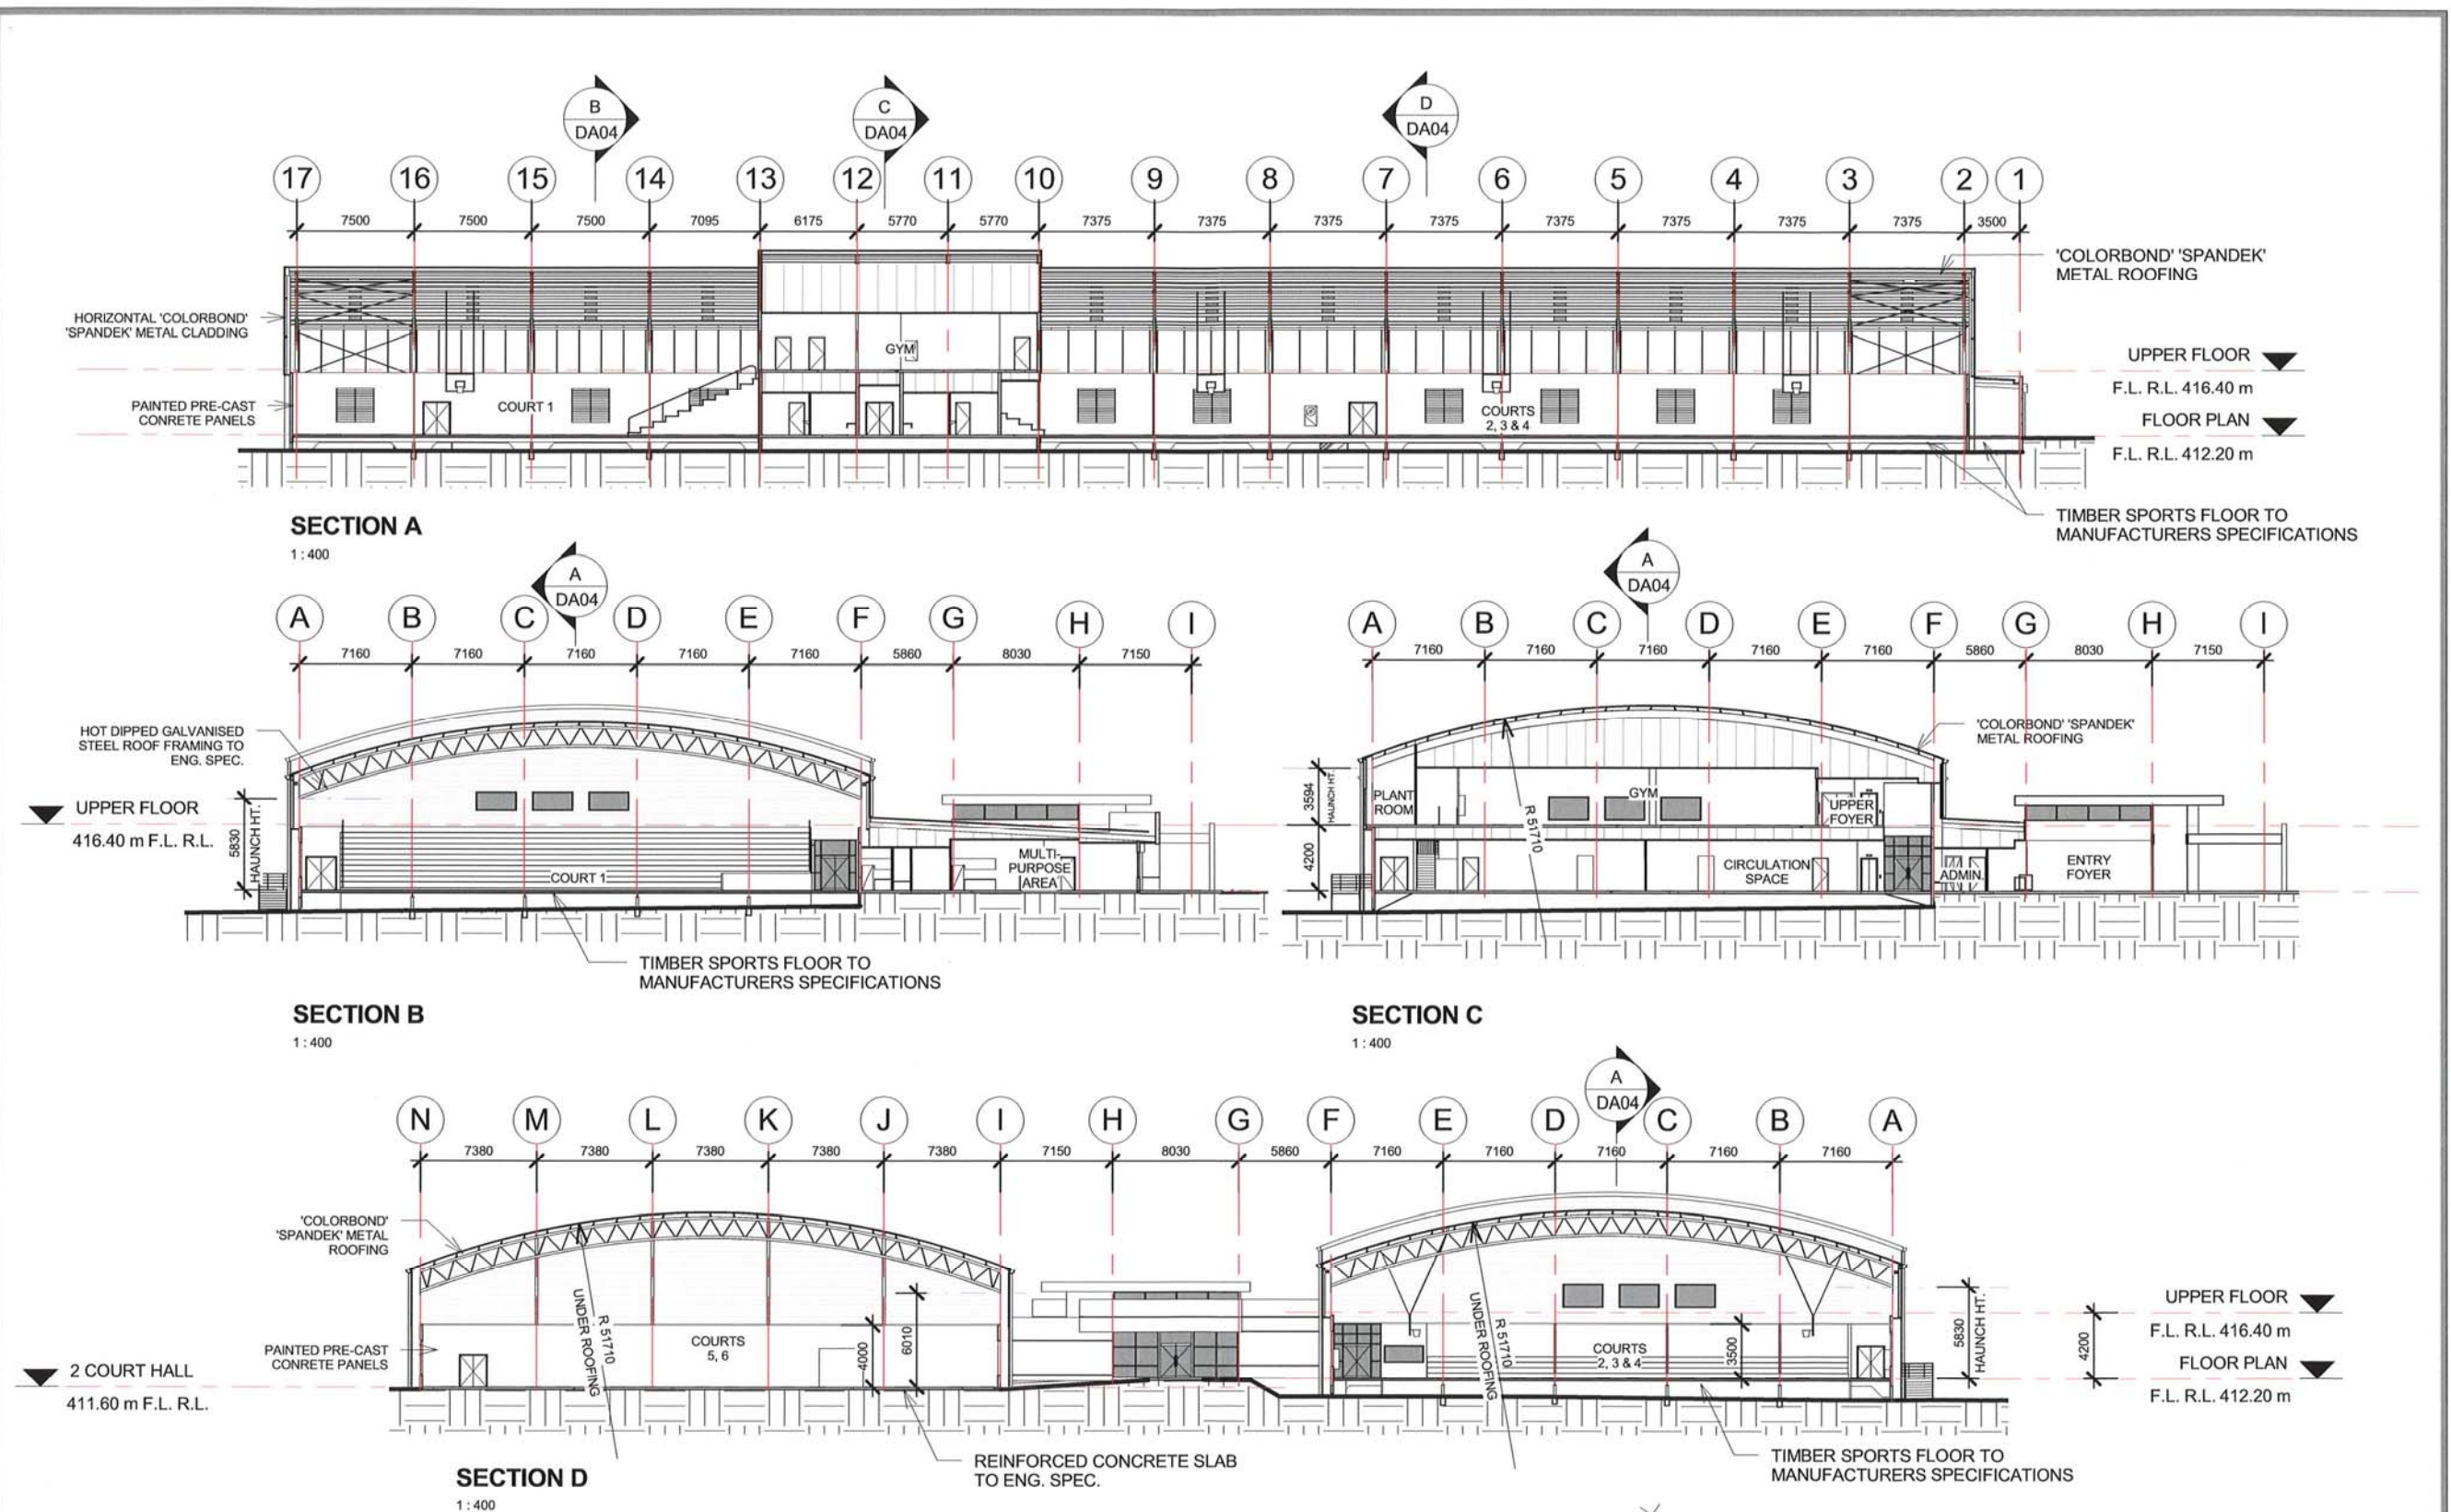 B
DA04
C
DA04
D
DA04
17 16 15 14 13 12 11 10 9 8 7 6 5 4 3 2 1
7500 7500 7500 7095 6175 5770 5770 7375 7375 7375 7375 7375 7375 7375 7375 3500
'COLORBOND' 'SPANDEK'
METAL ROOFING
HORIZONTAL 'COLORBOND'
'SPANDEK' METAL CLADDING
GYM
UPPER FLOOR
F.L. R.L. 416.40 m
PAINTED PRE-CAST
CONRETE PANELS
COURT 1
COURTS
2, 3 & 4
FLOOR PLAN
F.L. R.L. 412.20 m
SECTION A
1 : 400
TIMBER SPORTS FLOOR TO
MANUFACTURERS SPECIFICATIONS
A
DA04
A B C D E F G H I
7160 7160 7160 7160 7160 5860 8030 7150
HOT DIPPED GALVANISED
STEEL ROOF FRAMING TO
ENG. SPEC.
UPPER FLOOR
416.40 m F.L. R.L.
5830
HAUNCH HT.
COURT 1
MULTI-
PURPOSE
AREA
TIMBER SPORTS FLOOR TO
MANUFACTURERS SPECIFICATIONS
SECTION B
1 : 400
A
DA04
A B C D E F G H I
7160 7160 7160 7160 7160 5860 8030 7150
'COLORBOND' 'SPANDEK'
METAL ROOFING
3594
HAUNCH HT.
4200
PLANT
ROOM
R 51710
GYM
UPPER
FOYER
CIRCULATION
SPACE
ADMIN.
ENTRY
FOYER
SECTION C
1 : 400
A
DA04
N M L K J I H G F E D C B A
7380 7380 7380 7380 7380 7150 8030 5860 7160 7160 7160 7160 7160
'COLORBOND'
'SPANDEK' METAL
ROOFING
PAINTED PRE-CAST
CONRETE PANELS
2 COURT HALL
411.60 m F.L. R.L.
R 511710
UNDER ROOFING
COURTS
5, 6
4000
6010
R 51710
UNDER ROOFING
COURTS
2, 3 & 4
3500
5830
HAUNCH HT.
4200
UPPER FLOOR
F.L. R.L. 416.40 m
FLOOR PLAN
F.L. R.L. 412.20 m
REINFORCED CONCRETE SLAB
TO ENG. SPEC.
TIMBER SPORTS FLOOR TO
MANUFACTURERS SPECIFICATIONS
SECTION D
1 : 400